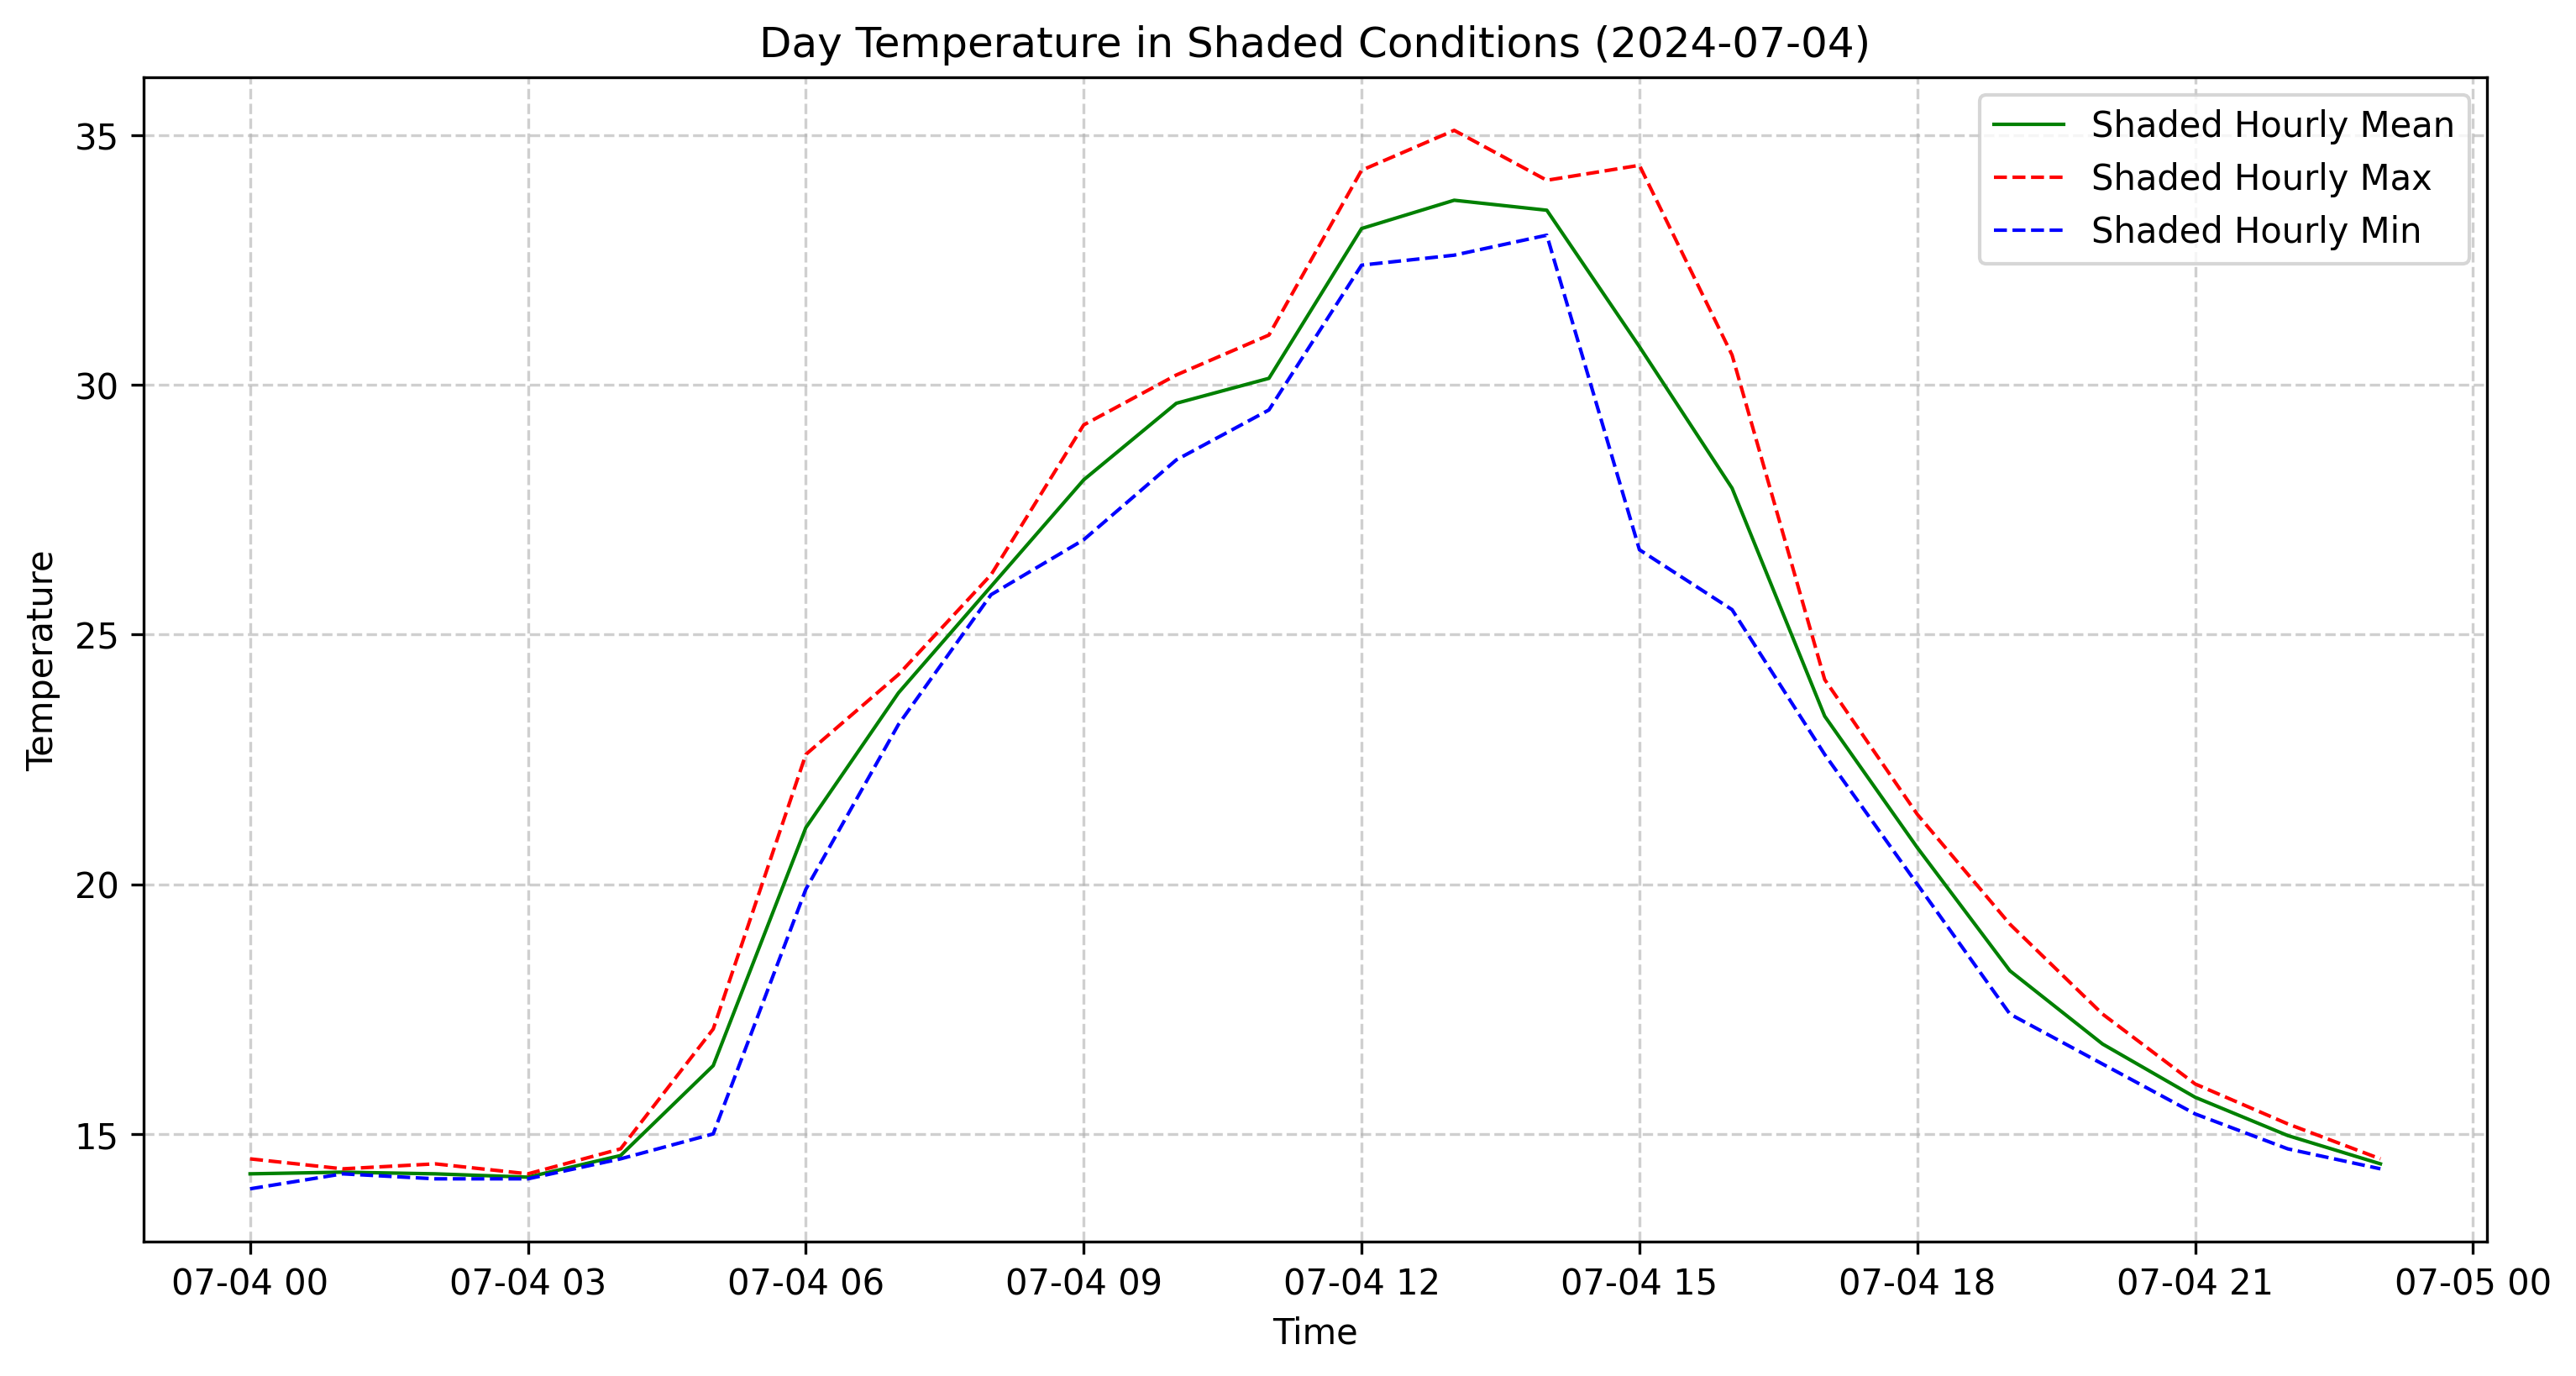 Day Temperature in Shaded Conditions (2024-07-04)
Shaded Hourly Mean
Shaded Hourly Max
Shaded Hourly Min
Temperature
35
30
25
20
15
07-04 00 07-04 03 07-04 06 07-04 09 07-04 12 07-04 15 07-04 18 07-04 21 07-05 00
Time